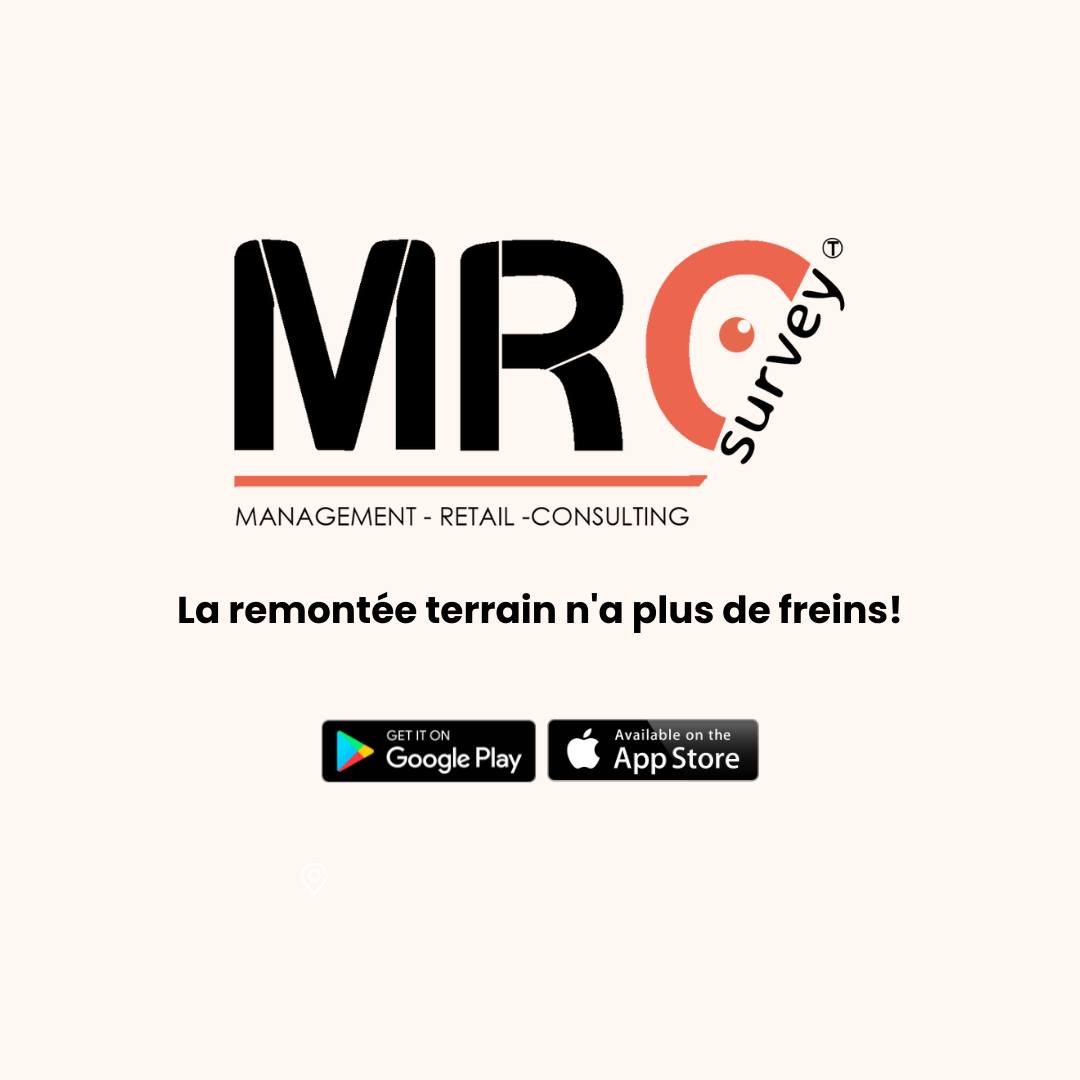 MRC
survey
Ⓣ
MANAGEMENT - RETAIL -CONSULTING
La remontée terrain n'a plus de freins!
GET IT ON
Google Play
Available on the
App Store